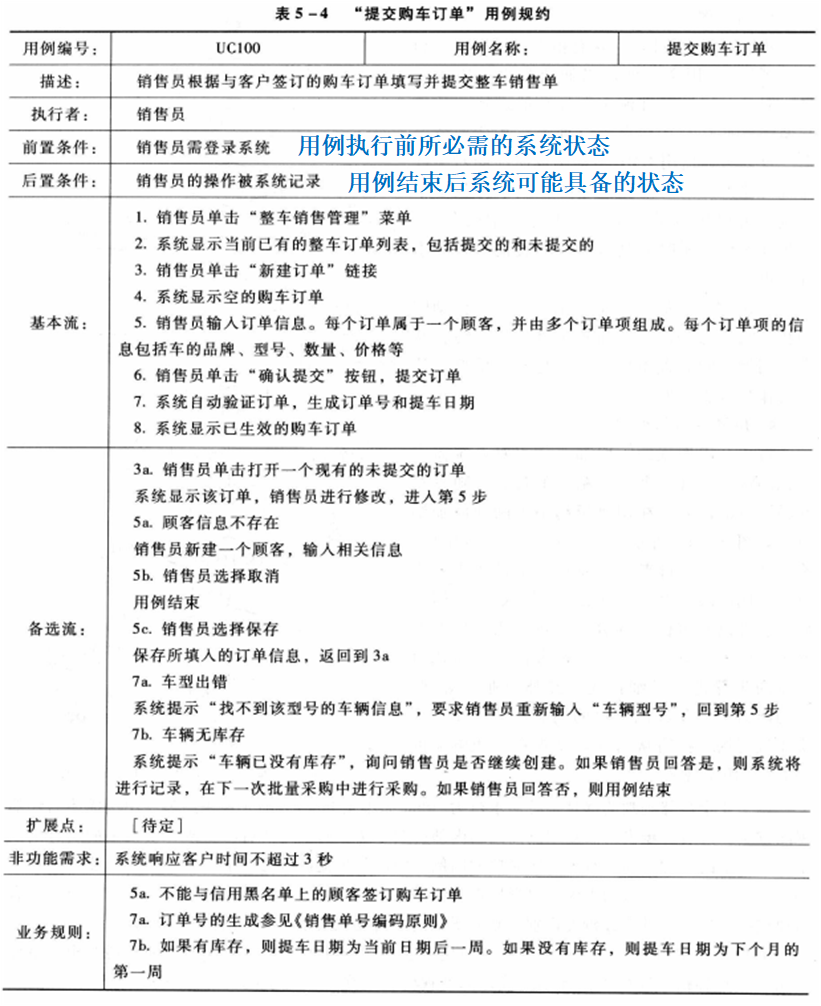 表 5-4 “提交购车订单”用例规约
用例编号： UC100 用例名称： 提交购车订单
描述： 销售员根据与客户签订的购车订单填写并提交整车销售单
执行者： 销售员
前置条件： 销售员需登录系统 用例执行前所必需的系统状态
后置条件： 销售员的操作被系统记录 用例结束后系统可能具备的状态
基本流：
1. 销售员单击“整车销售管理”菜单
2. 系统显示当前已有的整车订单列表，包括提交的和未提交的
3. 销售员单击“新建订单”链接
4. 系统显示空的购车订单
5. 销售员输入订单信息。每个订单属于一个顾客，并由多个订单项组成。每个订单项的信
息包括车的品牌、型号、数量、价格等
6. 销售员单击“确认提交”按钮，提交订单
7. 系统自动验证订单，生成订单号和提车日期
8. 系统显示已生效的购车订单
备选流：
3a. 销售员单击打开一个现有的未提交的订单
系统显示该订单，销售员进行修改，进入第 5 步
5a. 顾客信息不存在
销售员新建一个顾客，输入相关信息
5b. 销售员选择取消
用例结束
5c. 销售员选择保存
保存所填入的订单信息，返回到 3a
7a. 车型出错
系统提示“找不到该型号的车辆信息”，要求销售员重新输入“车辆型号”，回到第 5 步
7b. 车辆无库存
系统提示“车辆已没有库存”，询问销售员是否继续创建。如果销售员回答是，则系统将
进行记录，在下一次批量采购中进行采购。如果销售员回答否，则用例结束
扩展点： ［待定］
非功能需求： 系统响应客户时间不超过 3 秒
业务规则：
5a. 不能与信用黑名单上的顾客签订购车订单
7a. 订单号的生成参见《销售单号编码原则》
7b. 如果有库存，则提车日期为当前日期后一周。如果没有库存，则提车日期为下个月的
第一周